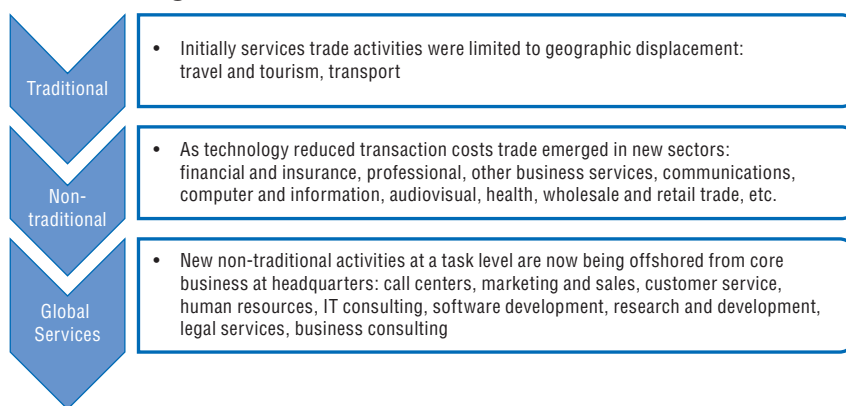 Traditional
• Initially services trade activities were limited to geographic displacement:
travel and tourism, transport
Non-
traditional
• As technology reduced transaction costs trade emerged in new sectors:
financial and insurance, professional, other business services, communications,
computer and information, audiovisual, health, wholesale and retail trade, etc.
Global
Services
• New non-traditional activities at a task level are now being offshored from core
business at headquarters: call centers, marketing and sales, customer service,
human resources, IT consulting, software development, research and development,
legal services, business consulting